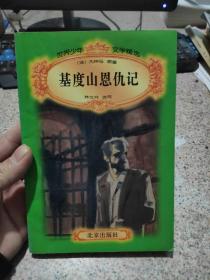 世界少年 文学精选
（法）大仲马 原著
基度山恩仇记
北京出版社